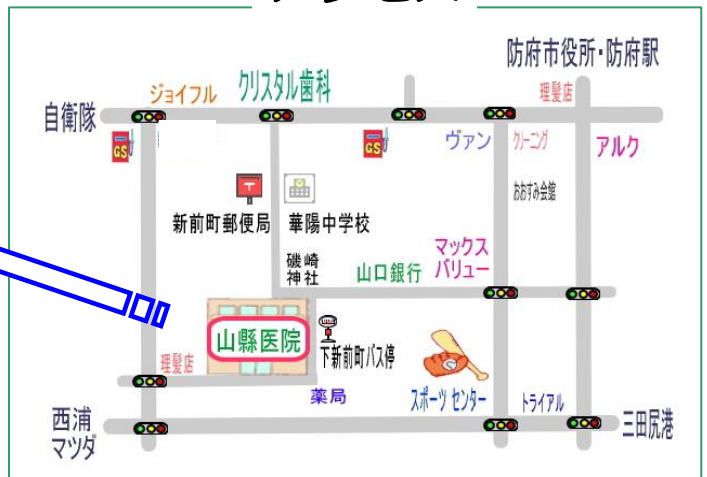 防府市役所・防府駅
ジョイフル
クリスタル歯科
理髪店
自衛隊
GS
GS
ヴァン
クリーニング
アルク
おおすみ会館
〒
新前町郵便局
華陽中学校
磯崎
神社
山口銀行
マックス
バリュー
山縣医院
下新前町バス停
理髪店
薬局
スポーツ センター
トライアル
西浦
マツダ
三田尻港